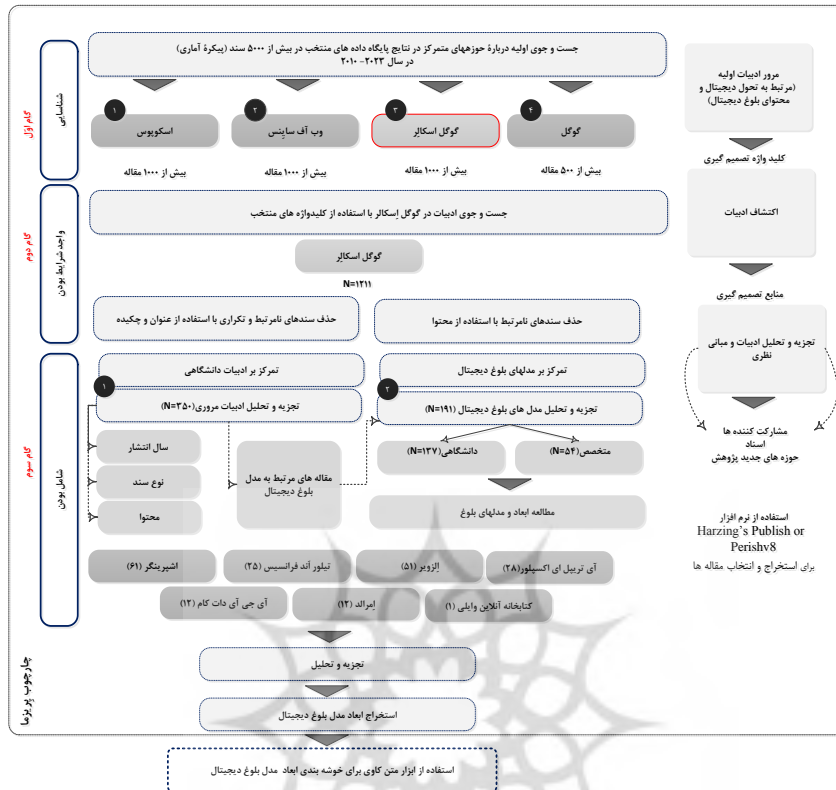 جست و جوی اولیه دربارهٔ حوزههای متمرکز در نتایج پایگاه داده های منتخب در بیش از ۵۰۰۰ سند (پیکرهٔ آماری)
در سال ۲۰۲۳- ۲۰۱۰
مرور ادبیات اولیه
(مرتبط به تحول دیجیتال و
محتوای بلوغ دیجیتال)
کلید واژه تصمیم گیری
اکتشاف ادبیات
منابع تصمیم گیری
تجزیه و تحلیل ادبیات و مبانی
نظری
مشارکت کننده ها
اسناد
حوزه های جدید پژوهش
استفاده از نرم افزار
Harzing's Publish or
Perishv8
برای استخراج و انتخاب مقاله ها
گام اوّل
شناسایی
۱
اسکوپوس
بیش از ۱۰۰۰ مقاله
۲
وب آف ساینس
بیش از ۱۰۰۰ مقاله
۳
گوگل اسکالِر
بیش از ۱۰۰۰ مقاله
۴
گوگل
بیش از ۵۰۰ مقاله
گام دوم
واجد شرایط بودن
جست و جوی ادبیات در گوگل اِسکالر با استفاده از کلیدواژه های منتخب
گوگل اسکالِر
N=۱۲۱۱
حذف سندهای نامرتبط با استفاده از محتوا
حذف سندهای نامرتبط و تکراری با استفاده از عنوان و چکیده
گام سوم
شامل بودن
تمرکز بر مدلهای بلوغ دیجیتال
۲
تجزیه و تحلیل مدل های بلوغ دیجیتال (N=۱۹۱)
متخصص(N=۵۴)
دانشگاهی(N=۱۳۷)
مطالعه ابعاد و مدلهای بلوغ
تمرکز بر ادبیات دانشگاهی
۱
تجزیه و تحلیل ادبیات مروری(N=۳۵۰)
سال انتشار
نوع سند
محتوا
مقاله های مرتبط به مدل
بلوغ دیجیتال
آی تریپل ای اکسپلور(۲۸)
اِلزویر (۵۱)
تیلور اَند فرانسیس (۲۵)
اشپرینگر (۶۱)
کتابخانه آنلاین وایلی (۱)
اِمرالد (۱۲)
آی جی آی دات کام (۱۲)
تجزیه و تحلیل
استخراج ابعاد مدل بلوغ دیجیتال
چارچوب پریزما
استفاده از ابزار متن کاوی برای خوشه بندی ابعاد مدل بلوغ دیجیتال